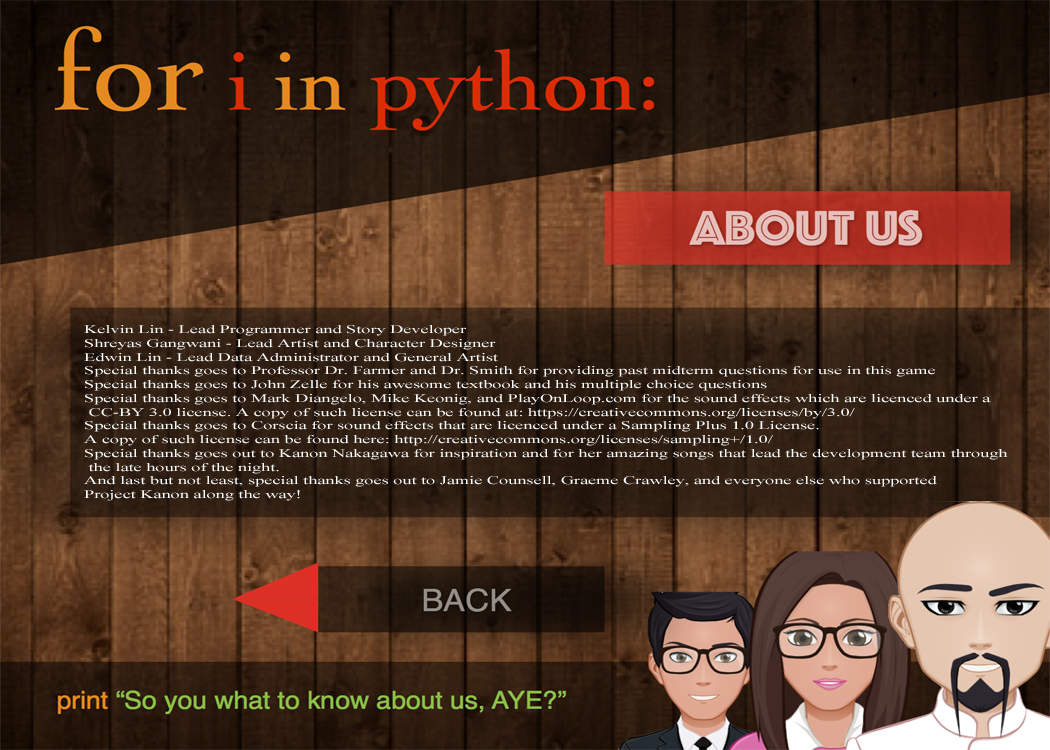 for i in python:
ABOUT US
Kelvin Lin - Lead Programmer and Story Developer
Shreyas Gangwani - Lead Artist and Character Designer
Edwin Lin - Lead Data Administrator and General Artist
Special thanks goes to Professor Dr. Farmer and Dr. Smith for providing past midterm questions for use in this game
Special thanks goes to John Zelle for his awesome textbook and his multiple choice questions
Special thanks goes to Mark Diangelo, Mike Keonig, and PlayOnLoop.com for the sound effects which are licenced under a
CC-BY 3.0 license. A copy of such license can be found at: https://creativecommons.org/licenses/by/3.0/
Special thanks goes to Corscia for sound effects that are licenced under a Sampling Plus 1.0 License.
A copy of such license can be found here: http://creativecommons.org/licenses/sampling+/1.0/
Special thanks goes out to Kanon Nakagawa for inspiration and for her amazing songs that lead the development team through
the late hours of the night.
And last but not least, special thanks goes out to Jamie Counsell, Graeme Crawley, and everyone else who supported
Project Kanon along the way!
BACK
print “So you what to know about us, AYE?”